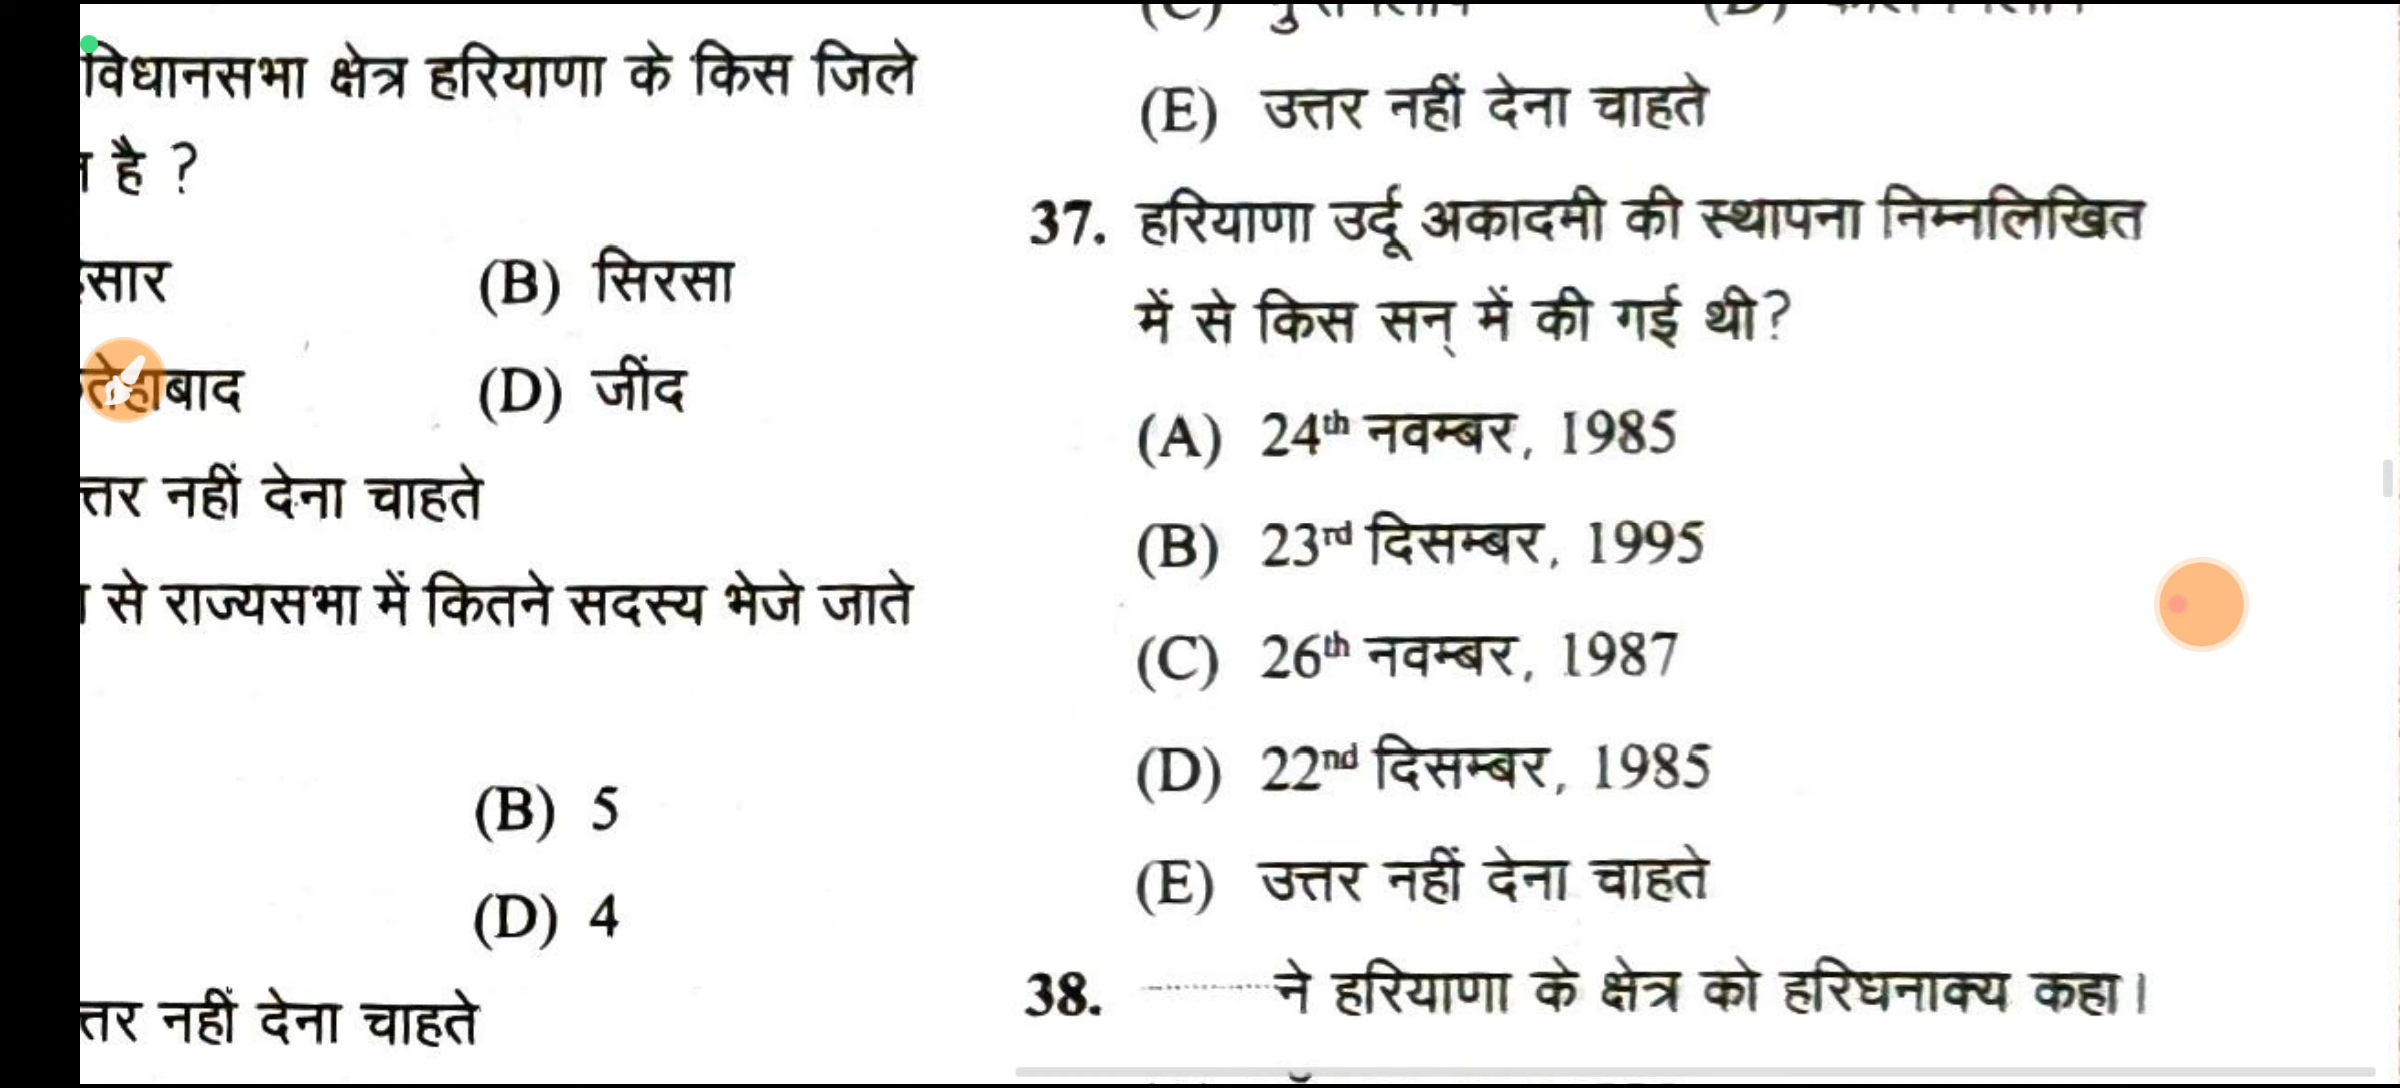 विधानसभा क्षेत्र हरियाणा के किस जिले
है ?
(B) सिरसा
(D) जींद
नहीं देना चाहते
से राज्यसभा में कितने सदस्य भेजे जाते
(B) 5
(D) 4
नहीं देना चाहते
(E) उत्तर नहीं देना चाहते
37. हरियाणा उर्दू अकादमी की स्थापना निम्नलिखित
में से किस सन् में की गई थी?
(A) 24th नवम्बर, 1985
(B) 23rd दिसम्बर, 1995
(C) 26th नवम्बर, 1987
(D) 22nd दिसम्बर, 1985
(E) उत्तर नहीं देना चाहते
38. ............ ने हरियाणा के क्षेत्र को हरिधनाक्य कहा।